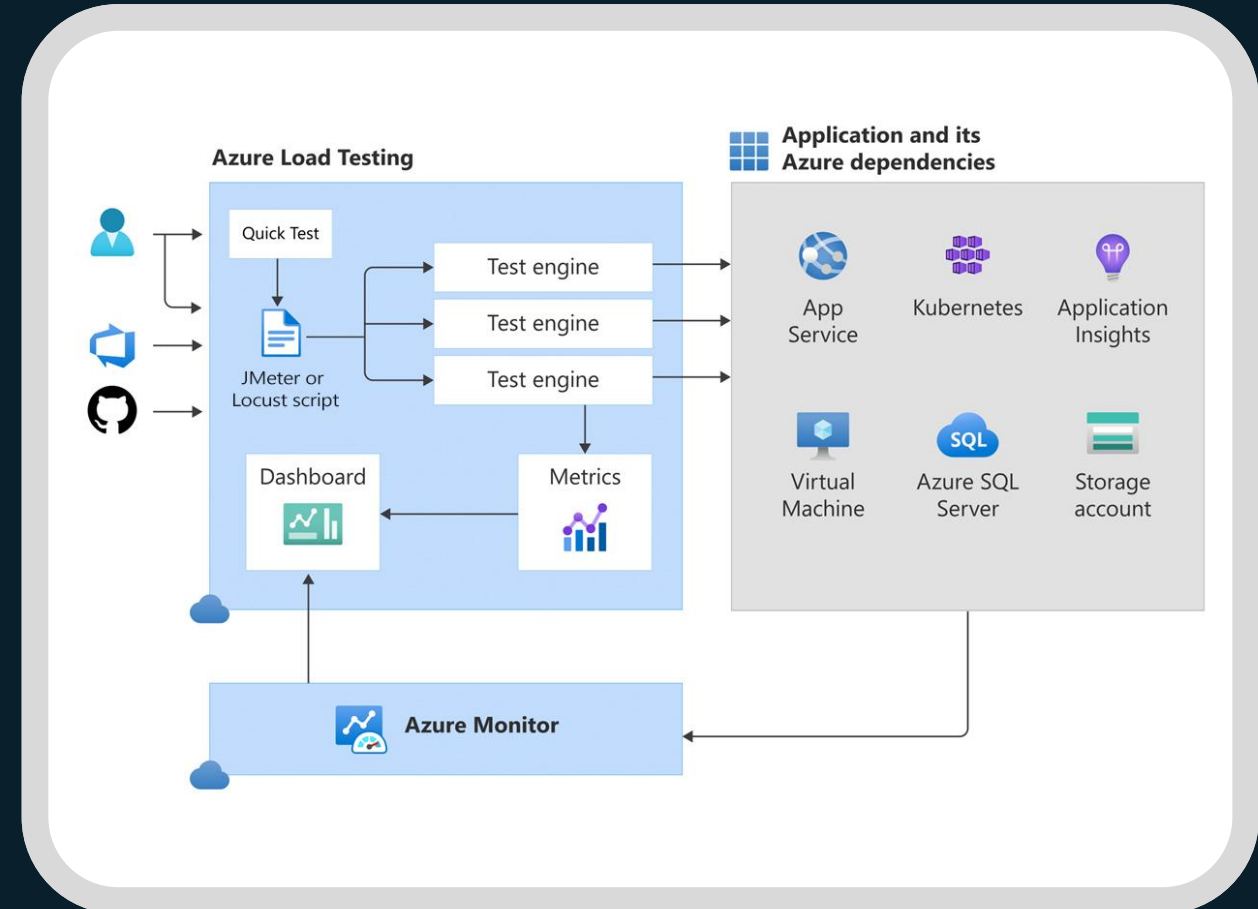 Azure Load Testing
Application and its
Azure dependencies
Quick Test
JMeter or
Locust script
Test engine
Test engine
Test engine
Dashboard
Metrics
App
Service
Kubernetes
Application
Insights
Virtual
Machine
SQL
Azure SQL
Server
Storage
account
Azure Monitor